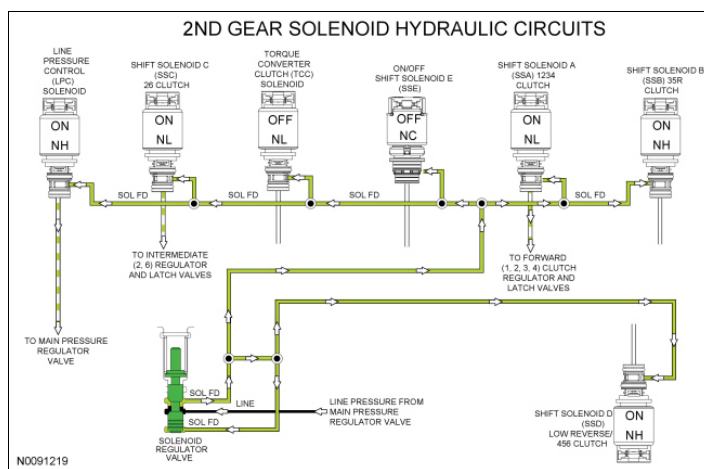 2ND GEAR SOLENOID HYDRAULIC CIRCUITS
LINE
PRESSURE
CONTROL
(LPC)
SOLENOID
SHIFT SOLENOID C
(SSC)
26 CLUTCH
TORQUE
CONVERTER
CLUTCH (TCC)
SOLENOID
ON/OFF
SHIFT SOLENOID E
(SSE)
SHIFT SOLENOID A
(SSA) 1234
CLUTCH
SHIFT SOLENOID B
(SSB) 35R
CLUTCH
ON
NH
ON
NL
OFF
NL
OFF
NC
ON
NL
ON
NH
SOL FD
SOL FD
SOL FD
SOL FD
SOL FD
TO INTERMEDIATE
(2, 6) REGULATOR
AND LATCH VALVES
TO FORWARD
(1, 2, 3, 4) CLUTCH
REGULATOR AND
LATCH VALVES
TO MAIN PRESSURE
REGULATOR
VALVE
SOL FD
LINE
SOL FD
LINE PRESSURE FROM
MAIN PRESSURE
REGULATOR VALVE
SOLENOID
REGULATOR
VALVE
SHIFT SOLENOID D
(SSD)
LOW REVERSE/
456 CLUTCH
ON
NH
N0091219